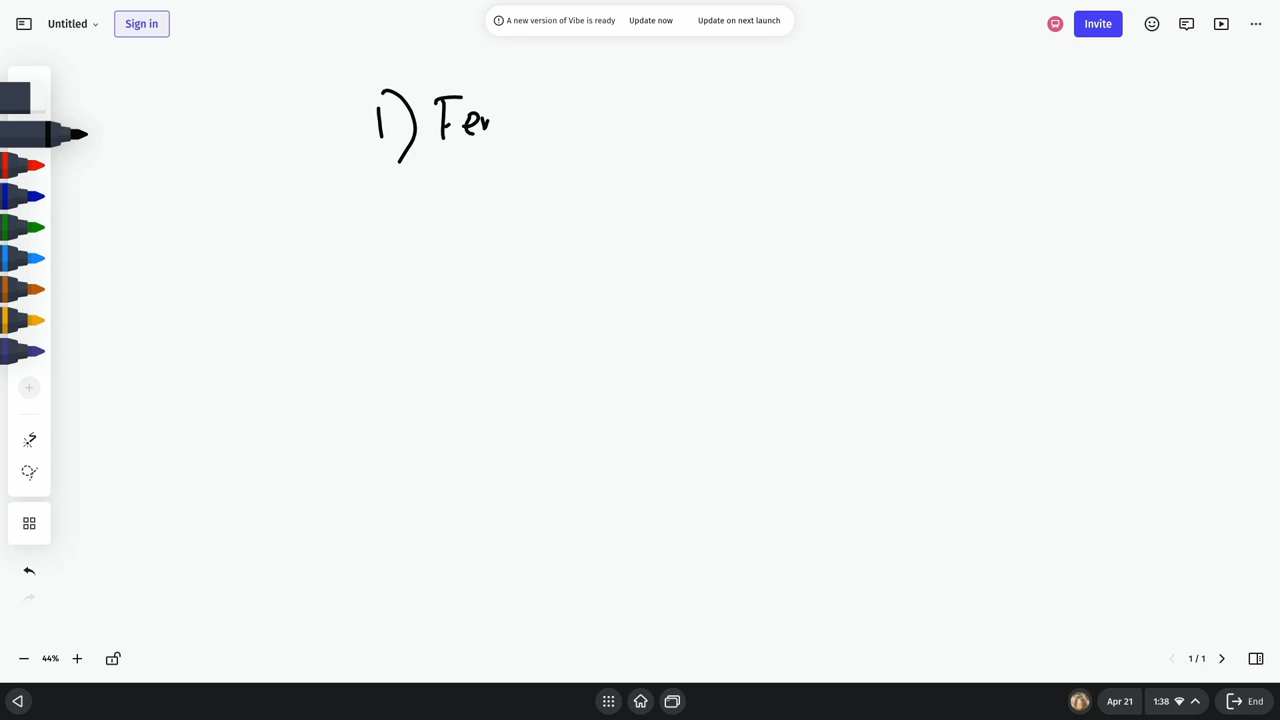 Untitled
Sign in
A new version of Vibe is ready
Update now
Update on next launch
Invite
1) Fer
44%
1 / 1
Apr 21
1:38
End